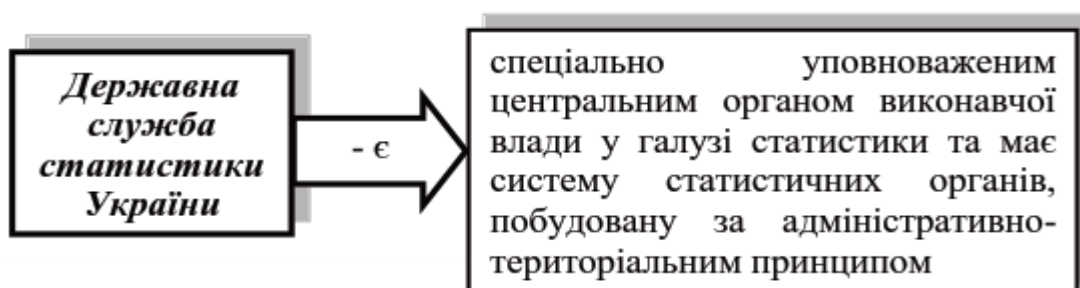 Державна
служба
статистики
України
- є
спеціально уповноваженим
центральним органом виконавчої
влади у галузі статистики та має
систему статистичних органів,
побудовану за адміністративно-
територіальним принципом